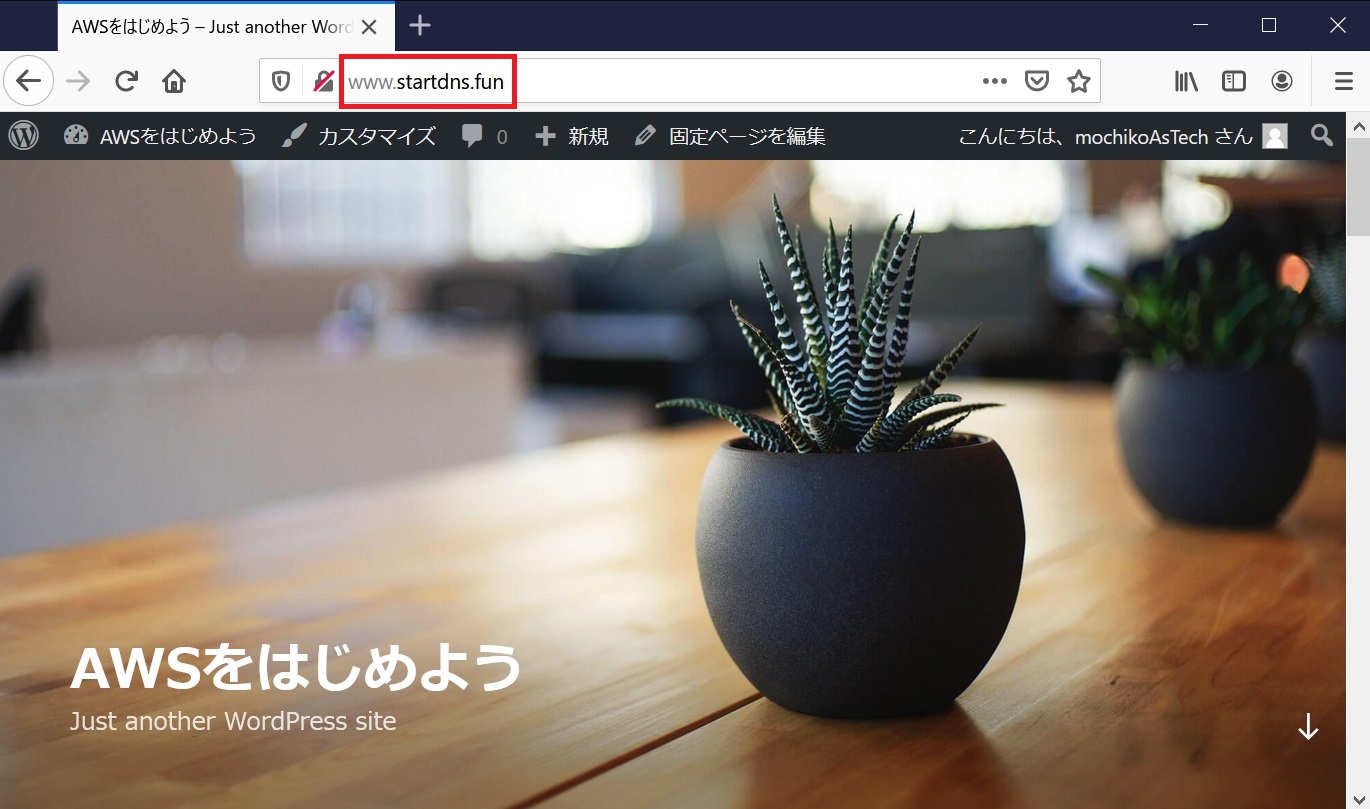 AWSをはじめよう – Just another Word
www.startdns.fun
AWSをはじめよう カスタマイズ 0 新規 固定ページを編集 こんにちは、mochikoAsTech さん
AWSをはじめよう
Just another WordPress site